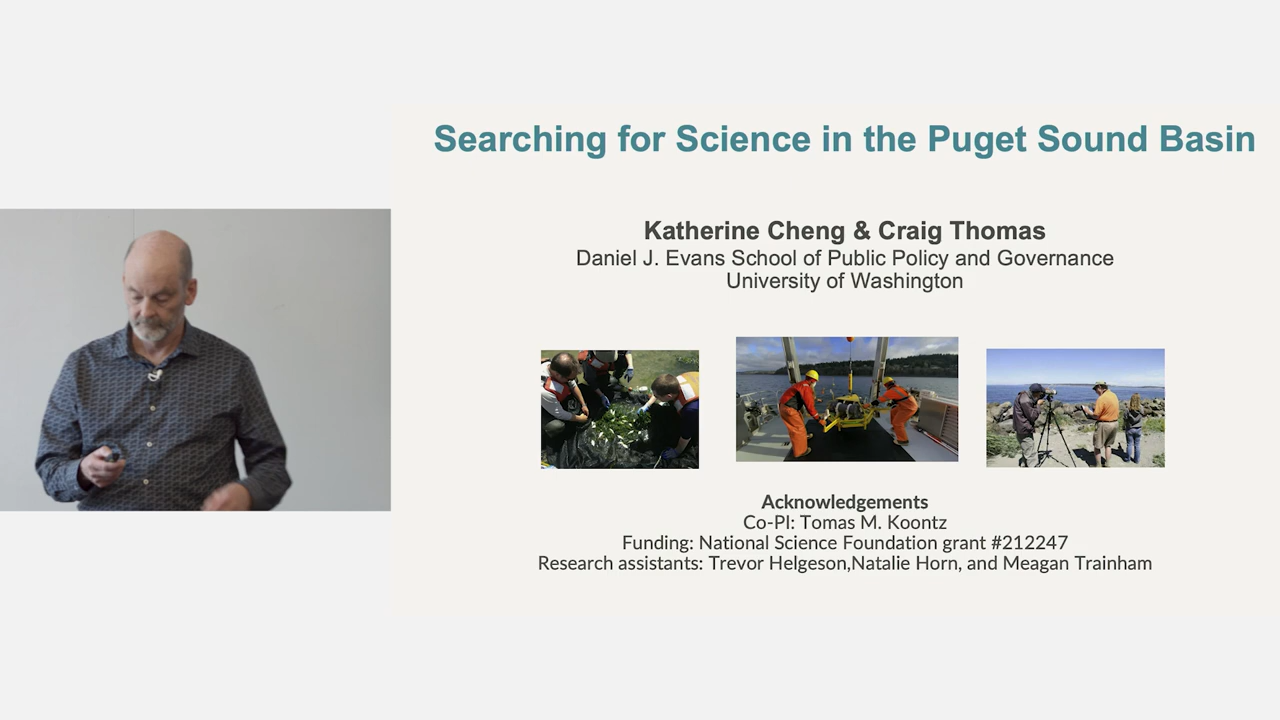 Searching for Science in the Puget Sound Basin
Katherine Cheng & Craig Thomas
Daniel J. Evans School of Public Policy and Governance
University of Washington
Acknowledgements
Co-PI: Tomas M. Koontz
Funding: National Science Foundation grant #212247
Research assistants: Trevor Helgeson,Natalie Horn, and Meagan Trainham